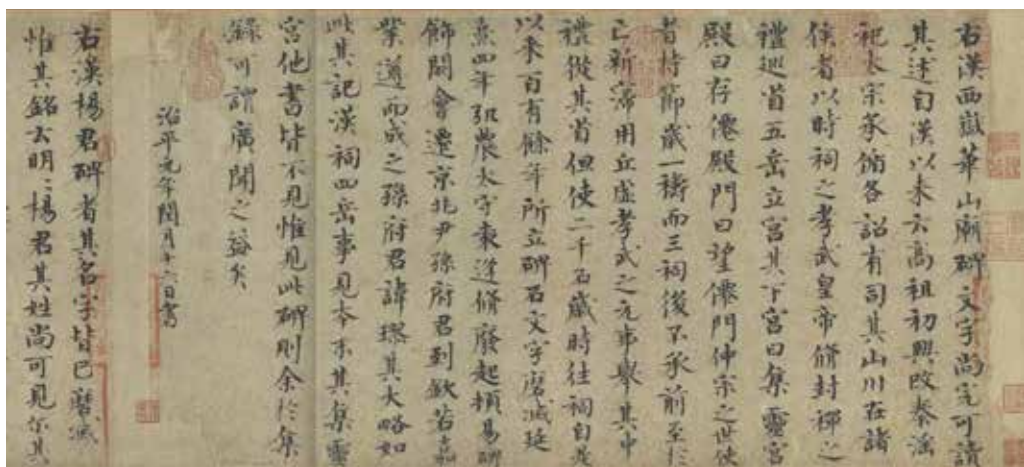 右漢西嶽華山廟碑文字尚完可讀
其述自漢以來云高祖初興改秦淫
祀太宗承循各詔有司其山川在諸
侯者以時祠之孝武皇帝脩封禪之
禮巡省五岳立宮其下宮曰集靈宮
殿曰存僊殿門曰望僊門仲宗之世使
者持節歲一禱而三祠後不承前至於
亡新寖用丘虛孝武之元事舉其中
禮從其省但使二千石歲時往祠自是
以來百有餘年所立碑石文字磨滅延
熹四年弘農太守袁逢脩廢起頓易碑
飾闕會遷京兆尹孫府君到欽若嘉
業遵而成之孫府君諱璆其大略如
此其記漢祠四岳事見本末其集靈
宮他書皆不見惟見此碑則余於集
錄可謂廣聞之益矣
治平元年閏月十六日書
右漢楊君碑者其名字皆已磨滅
惟其銘云明〻楊君其姓尚可見爾其